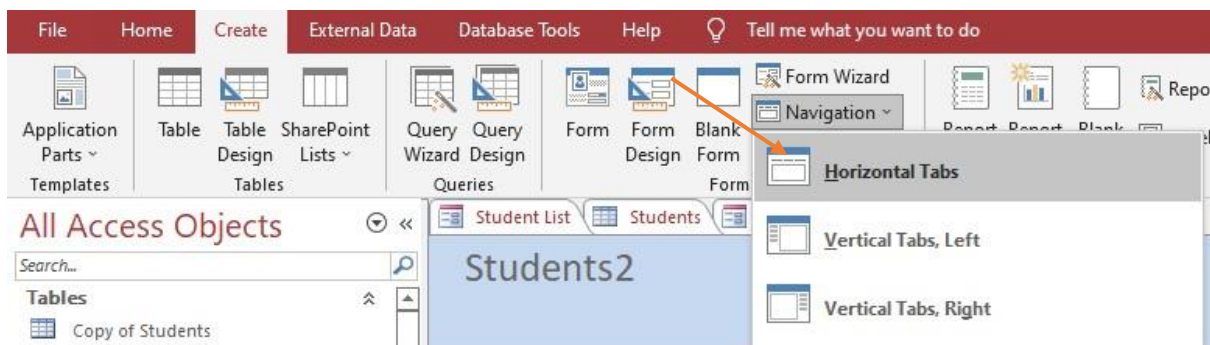 File Home Create External Data Database Tools Help Tell me what you want to do
Form Wizard
Navigation
Application Parts
Table
Table Design
SharePoint Lists
Query Wizard
Query Design
Form
Form Design
Blank Form
Templates Tables Queries Form
Horizontal Tabs
Vertical Tabs, Left
Vertical Tabs, Right
All Access Objects «
Search...
Tables
Copy of Students
Student List Students
Students2